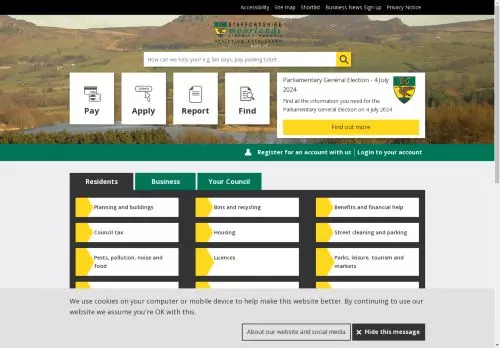 Accessibility Site map Shortlist Business News Sign-up Privacy Notice
STAFFORDSHIRE
moorlands
DISTRICT COUNCIL
ACHIEVING EXCELLENCE
How can we help you? e.g. bin days, pay parking ticket...
Pay
Apply
Report
Find
Parliamentary General Election - 4 July
2024
Find all the information you need for the
Parliamentary General Election on 4 July 2024
Find out more
Register for an account with us | Login to your account
Residents Business Your Council
Planning and buildings
Bins and recycling
Benefits and financial help
Council tax
Housing
Street cleaning and parking
Pests, pollution, noise and
food
Licences
Parks, leisure, tourism and
markets
We use cookies on your computer or mobile device to help make this website better. By continuing to use our
website we assume you're OK with this.
About our website and social media
Hide this message